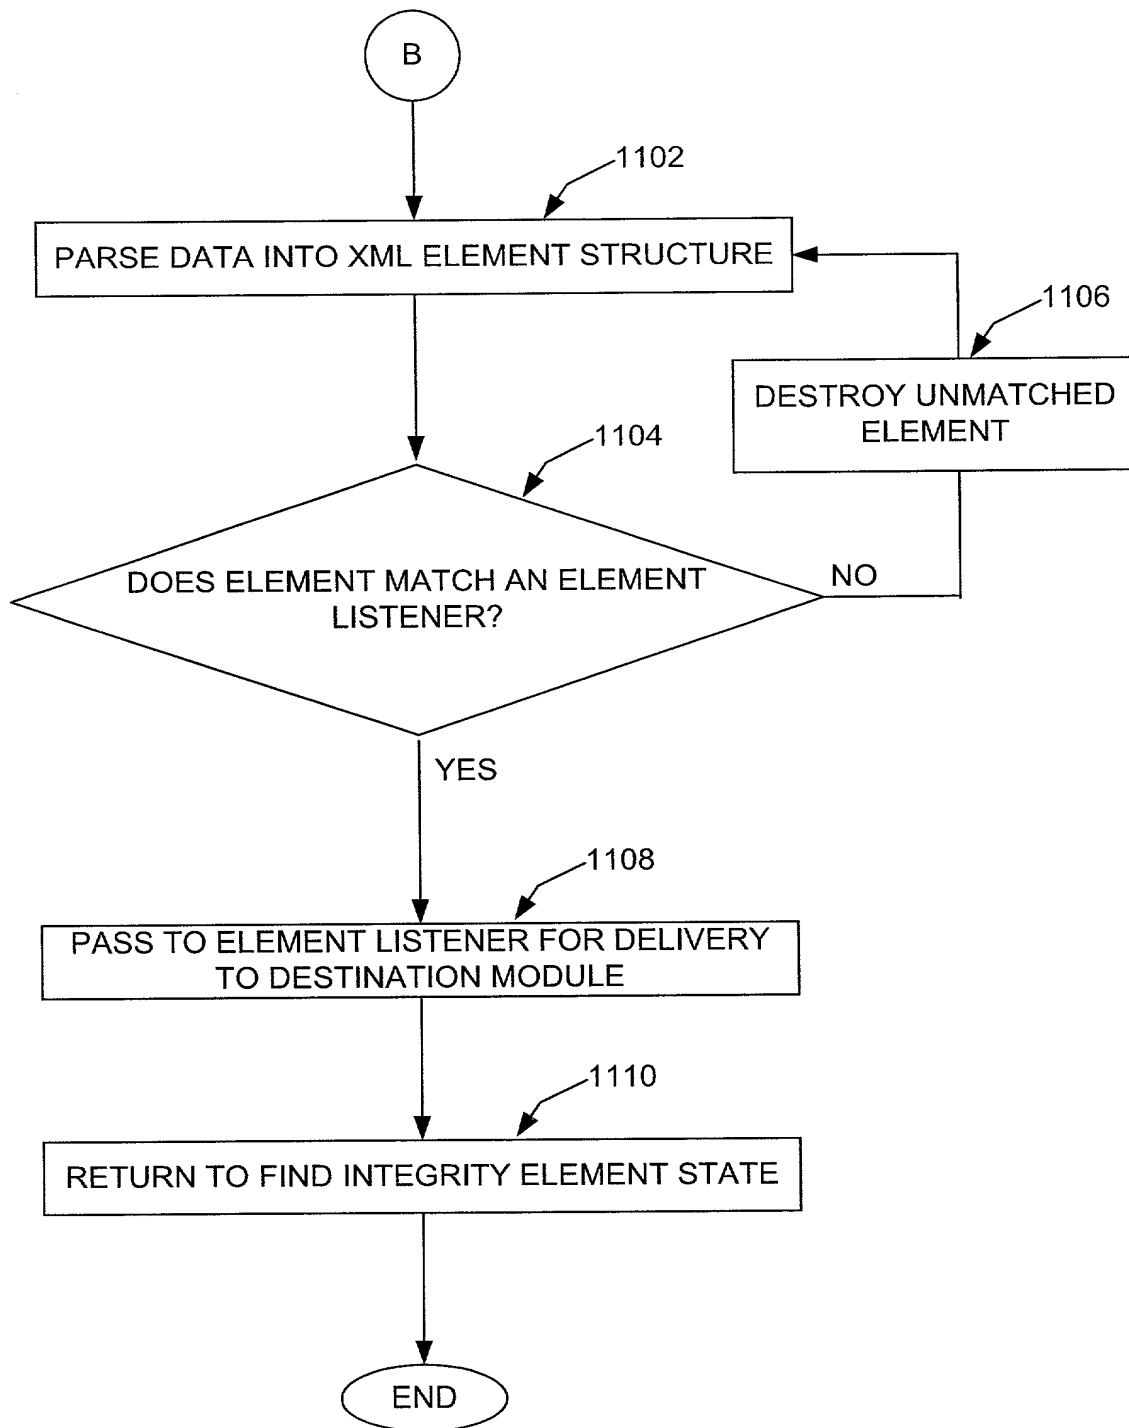 B
1102
PARSE DATA INTO XML ELEMENT STRUCTURE
1106
DESTROY UNMATCHED
ELEMENT
1104
DOES ELEMENT MATCH AN ELEMENT
LISTENER?
NO
YES
1108
PASS TO ELEMENT LISTENER FOR DELIVERY
TO DESTINATION MODULE
1110
RETURN TO FIND INTEGRITY ELEMENT STATE
END